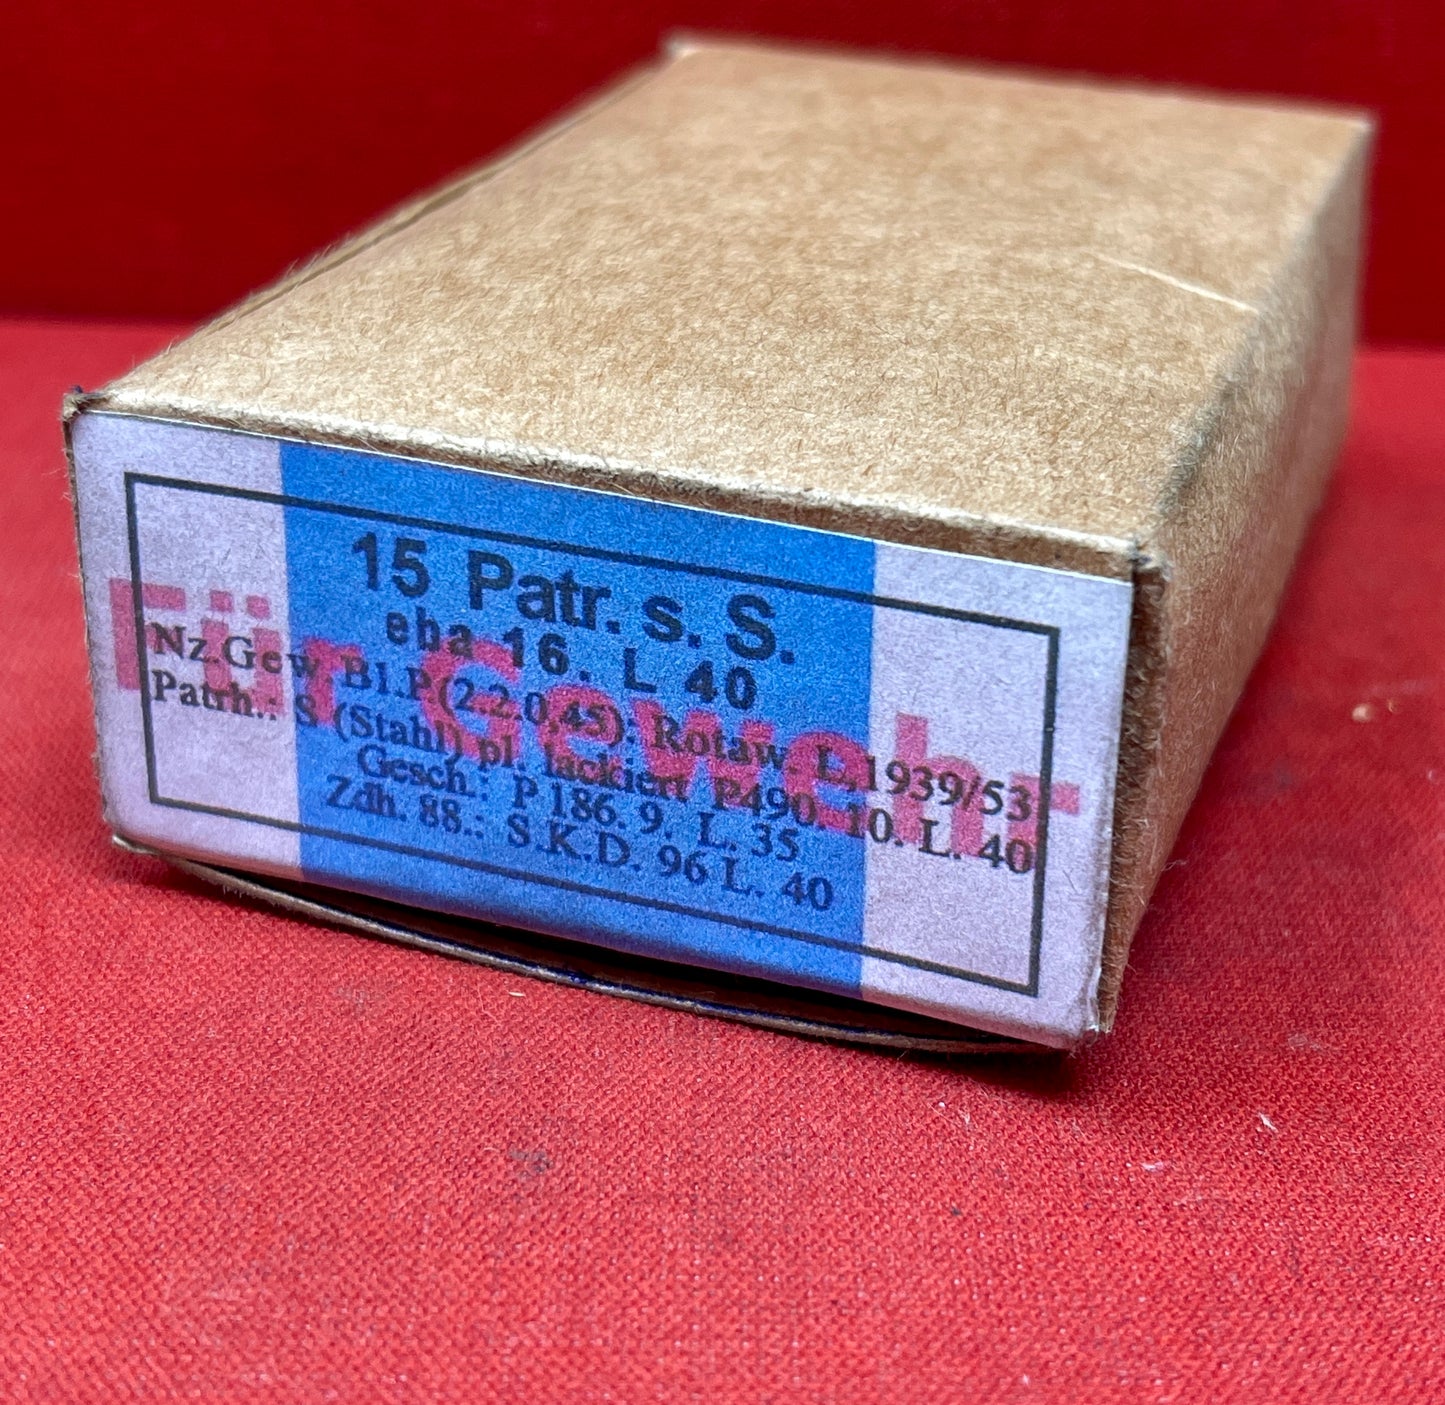 15 Patr. s. S.
eba 16. L 40
Nz.Gew Bl.P(2.2.0,45): Rotaw. L,1939/53
Patrh.: S (Stahl) pl. lackiert P490. 10. L. 40
Gesch.: P 186. 9. L. 35
Zdh. 88.: S.K.D. 96 L. 40
Für Gewehr